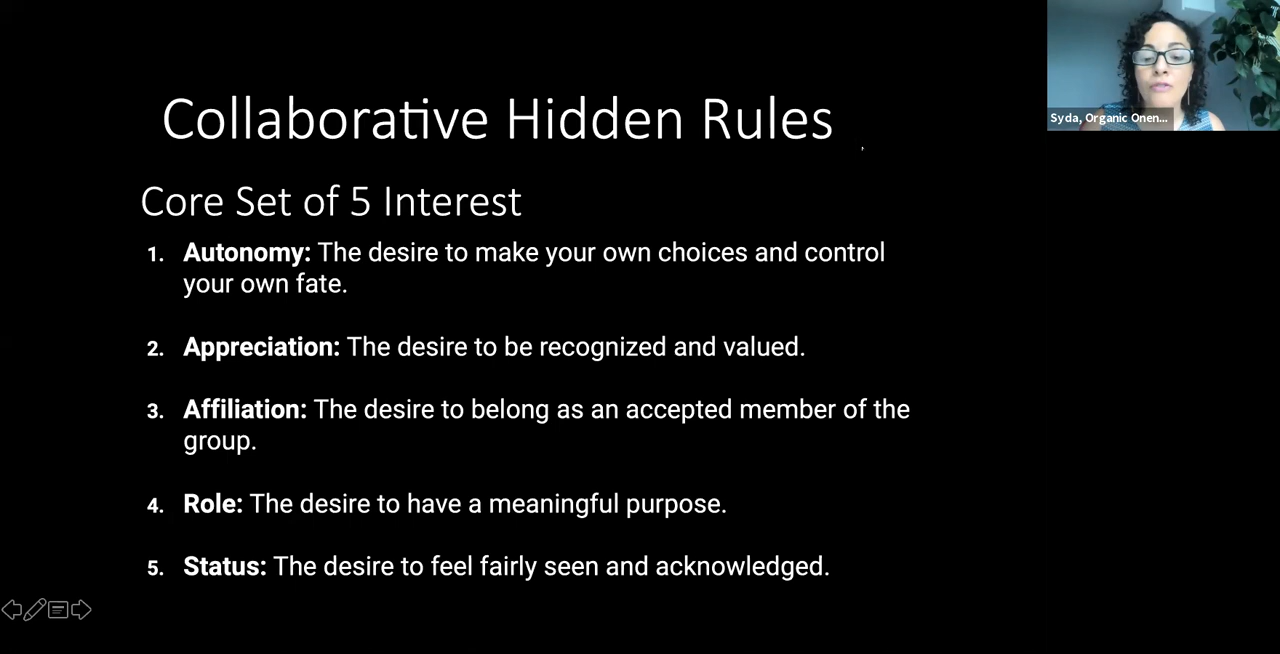 Collaborative Hidden Rules
,
Syda, Organic Onen...
Core Set of 5 Interest
1. Autonomy: The desire to make your own choices and control
your own fate.
2. Appreciation: The desire to be recognized and valued.
3. Affiliation: The desire to belong as an accepted member of the
group.
4. Role: The desire to have a meaningful purpose.
5. Status: The desire to feel fairly seen and acknowledged.